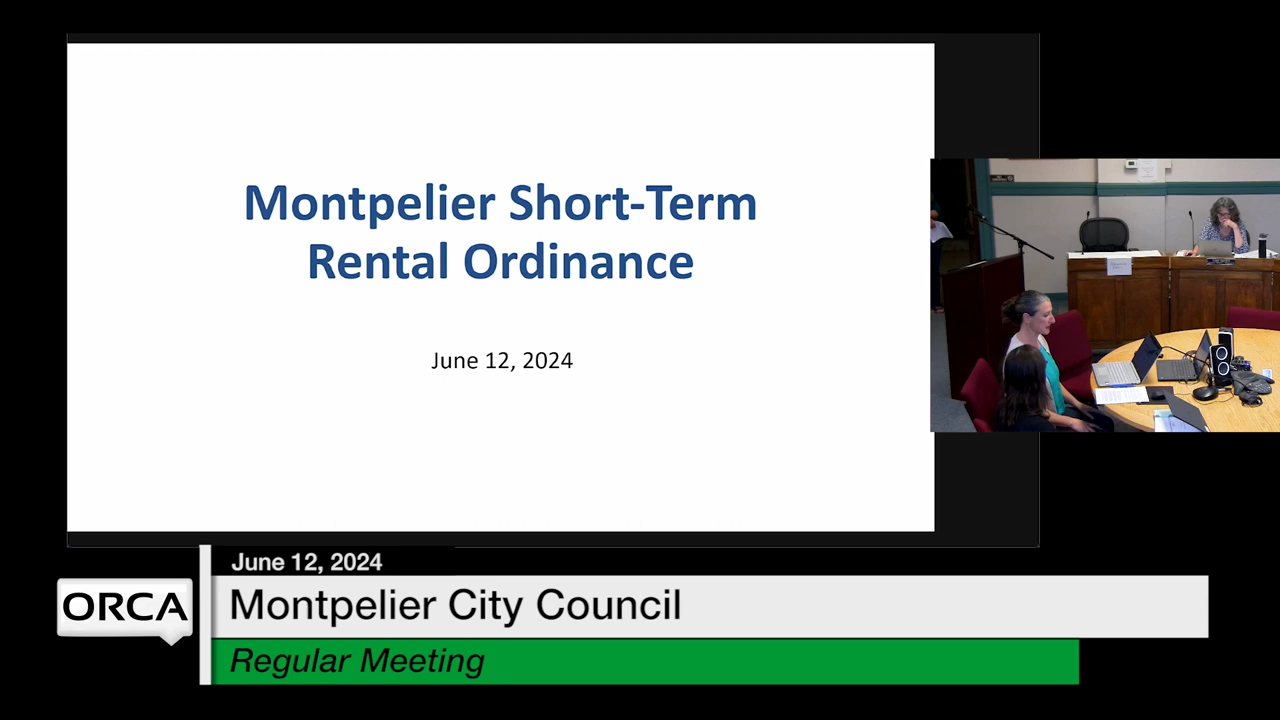 Montpelier Short-Term
Rental Ordinance
June 12, 2024
June 12, 2024
ORCA
Montpelier City Council
Regular Meeting